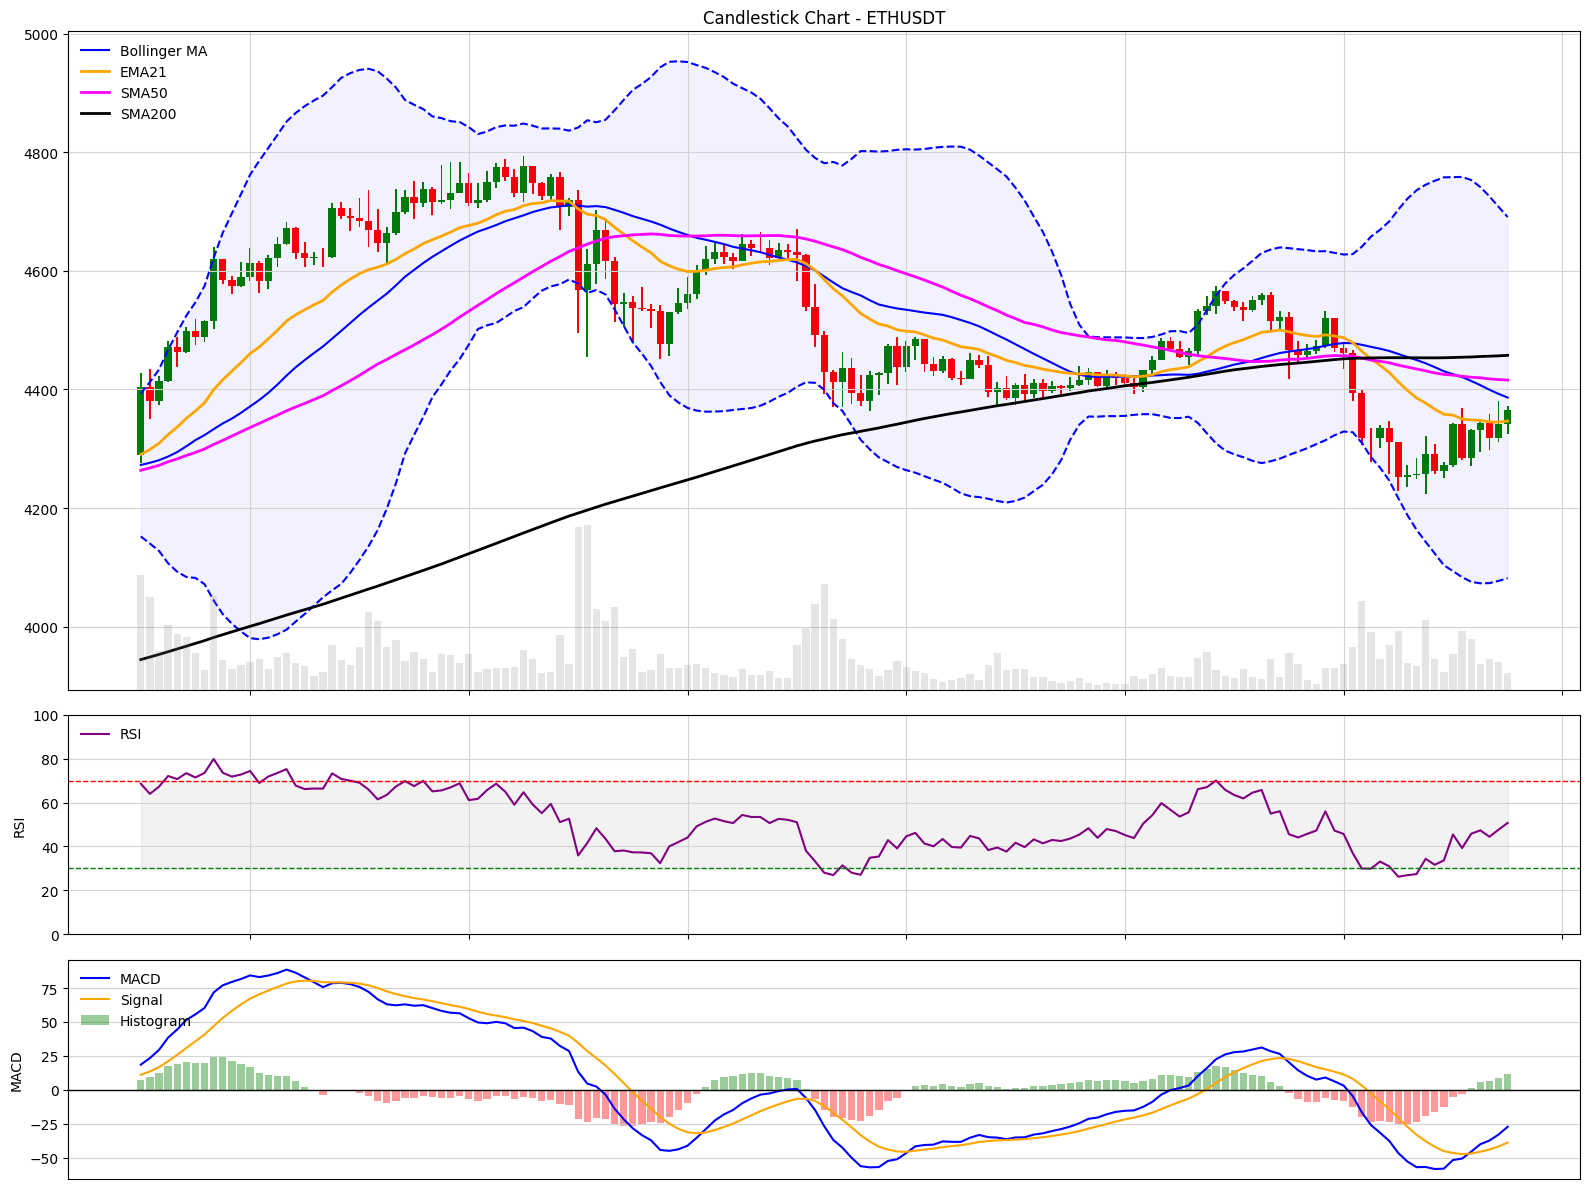 Candlestick Chart - ETHUSDT
5000
4800
4600
4400
4200
4000
Bollinger MA
EMA21
SMA50
SMA200
100
80
60
40
20
0
RSI
RSI
75
50
25
0
−25
−50
MACD
MACD
Signal
Histogram